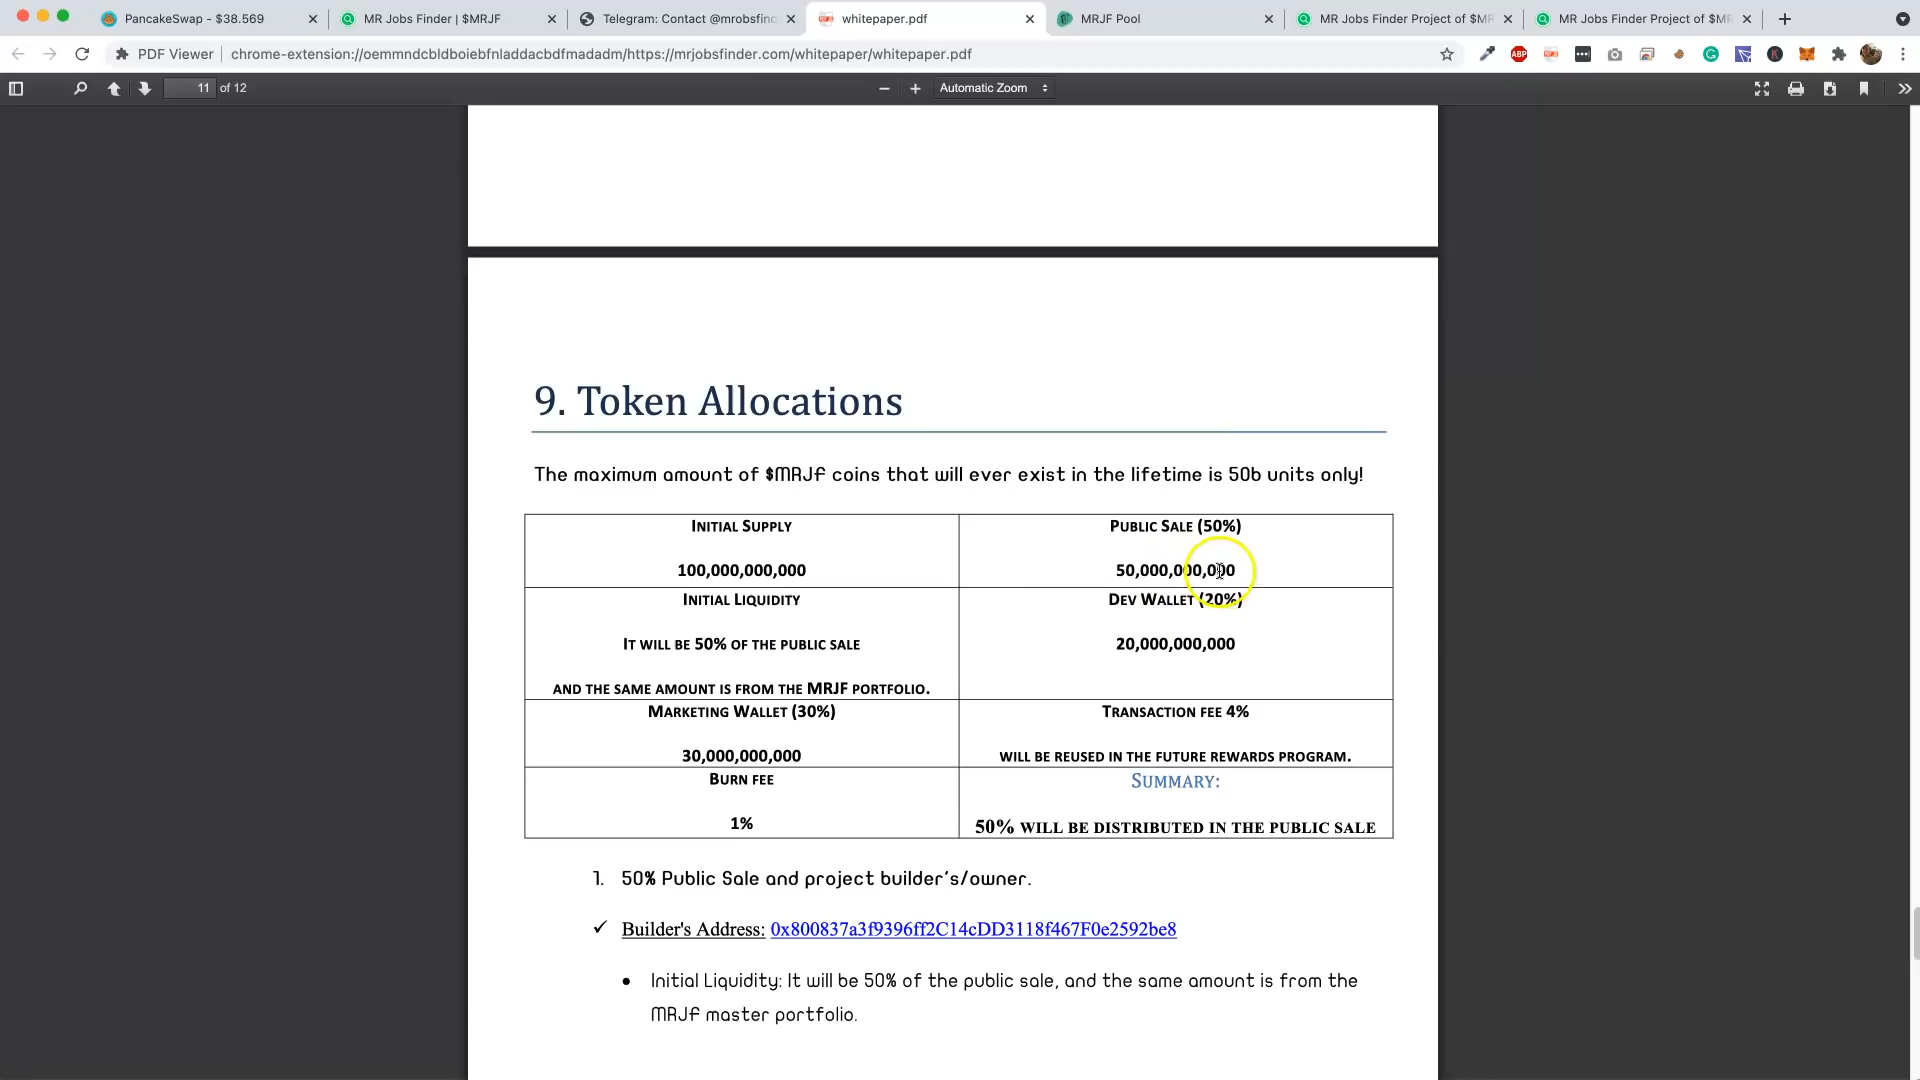 PancakeSwap - $38.569
MR Jobs Finder | $MRJF
Telegram: Contact @mrobsfinc
whitepaper.pdf
MRJF Pool
MR Jobs Finder Project of $MR
MR Jobs Finder Project of $MR
PDF Viewer
chrome-extension://oemmndcbldboiebfnladdacbdfmadadm/https://mrjobsfinder.com/whitepaper/whitepaper.pdf
ABP
11 of 12
Automatic Zoom
9. Token Allocations
The maximum amount of $MRJF coins that will ever exist in the lifetime is 50b units only!
INITIAL SUPPLY
100,000,000,000
PUBLIC SALE (50%)
50,000,000,000
INITIAL LIQUIDITY
IT WILL BE 50% OF THE PUBLIC SALE
AND THE SAME AMOUNT IS FROM THE MRJF PORTFOLIO.
DEV WALLET (20%)
20,000,000,000
MARKETING WALLET (30%)
30,000,000,000
TRANSACTION FEE 4%
WILL BE REUSED IN THE FUTURE REWARDS PROGRAM.
BURN FEE
1%
SUMMARY:
50% WILL BE DISTRIBUTED IN THE PUBLIC SALE
1. 50% Public Sale and project builder's/owner.
✓ Builder's Address: 0x800837a3f9396ff2C14cDD3118f467F0e2592be8
• Initial Liquidity: It will be 50% of the public sale, and the same amount is from the
MRJF master portfolio.